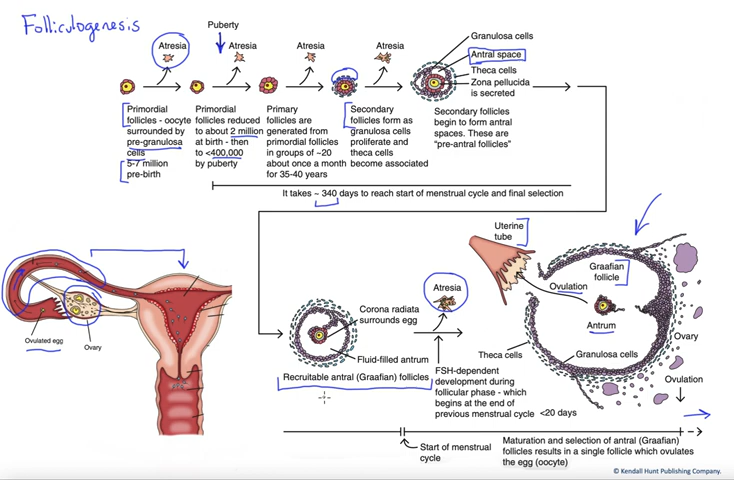 Folliculogenesis
Puberty
Atresia
Atresia
Atresia
Atresia
Granulosa cells
Antral space
Theca cells
Zona pellucida
is secreted
Primordial
follicles - oocyte
surrounded by
pre-granulosa
cells
5-7 million
pre-birth
Primordial
follicles reduced
to about 2 million
at birth - then
to <400,000
by puberty
Primary
follicles are
generated from
primordial follicles
in groups of ~20
about once a month
for 35-40 years
Secondary
follicles form as
granulosa cells
proliferate and
theca cells
become associated
Secondary follicles
begin to form antral
spaces. These are
"pre-antral follicles"
It takes ~ 340 days to reach start of menstrual cycle and final selection
Ovulated egg
Ovary
Corona radiata
surrounds egg
Fluid-filled antrum
Recruitable antral (Graafian) follicles
Atresia
FSH-dependent
development during
follicular phase - which
begins at the end of
previous menstrual cycle
<20 days
Uterine
tube
Ovulation
Graafian
follicle
Antrum
Theca cells
Granulosa cells
Ovary
Ovulation
Start of menstrual
cycle
Maturation and selection of antral (Graafian)
follicles results in a single follicle which ovulates
the egg (oocyte)
© Kendall Hunt Publishing Company.